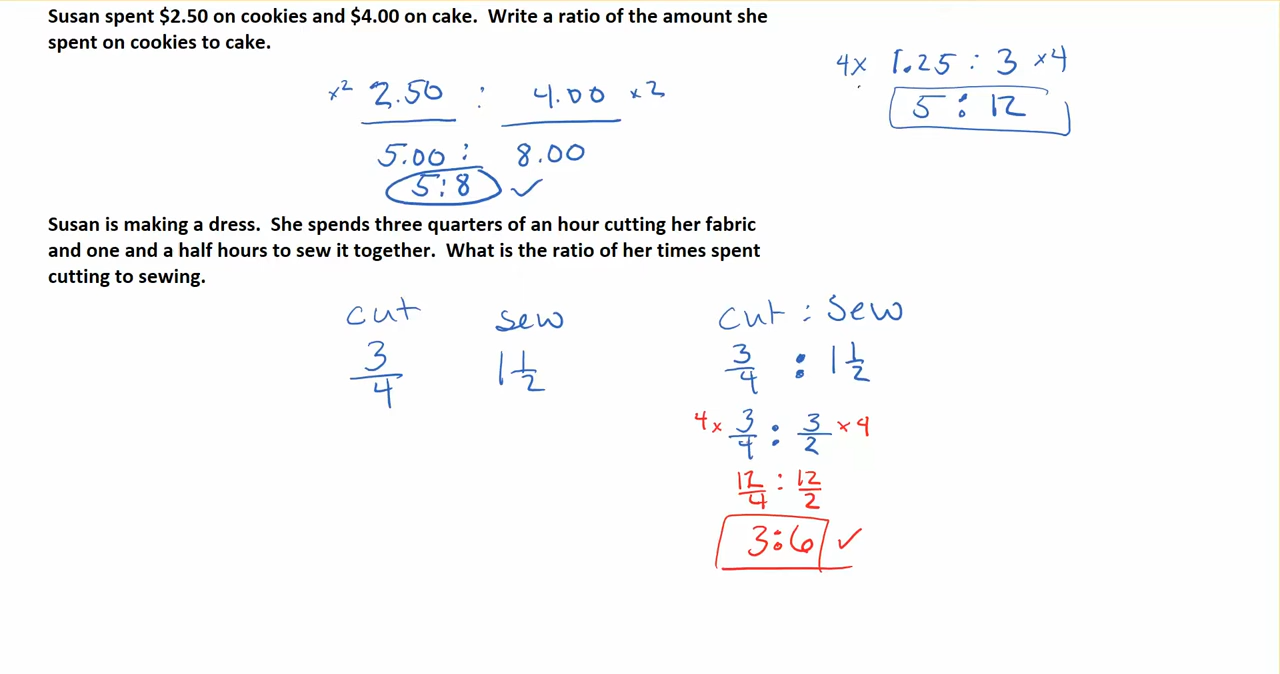 Susan spent $2.50 on cookies and $4.00 on cake. Write a ratio of the amount she
spent on cookies to cake.
x2 2.50 : 4.00 x2
5.00 : 8.00
5:8 ✓
4x 1.25 : 3 x4
5 : 12
Susan is making a dress. She spends three quarters of an hour cutting her fabric
and one and a half hours to sew it together. What is the ratio of her times spent
cutting to sewing.
cut sew
3/4 1 1/2
cut : sew
3/4 : 1 1/2
4x 3/4 : 3/2 x4
12/4 : 12/2
3:6 ✓